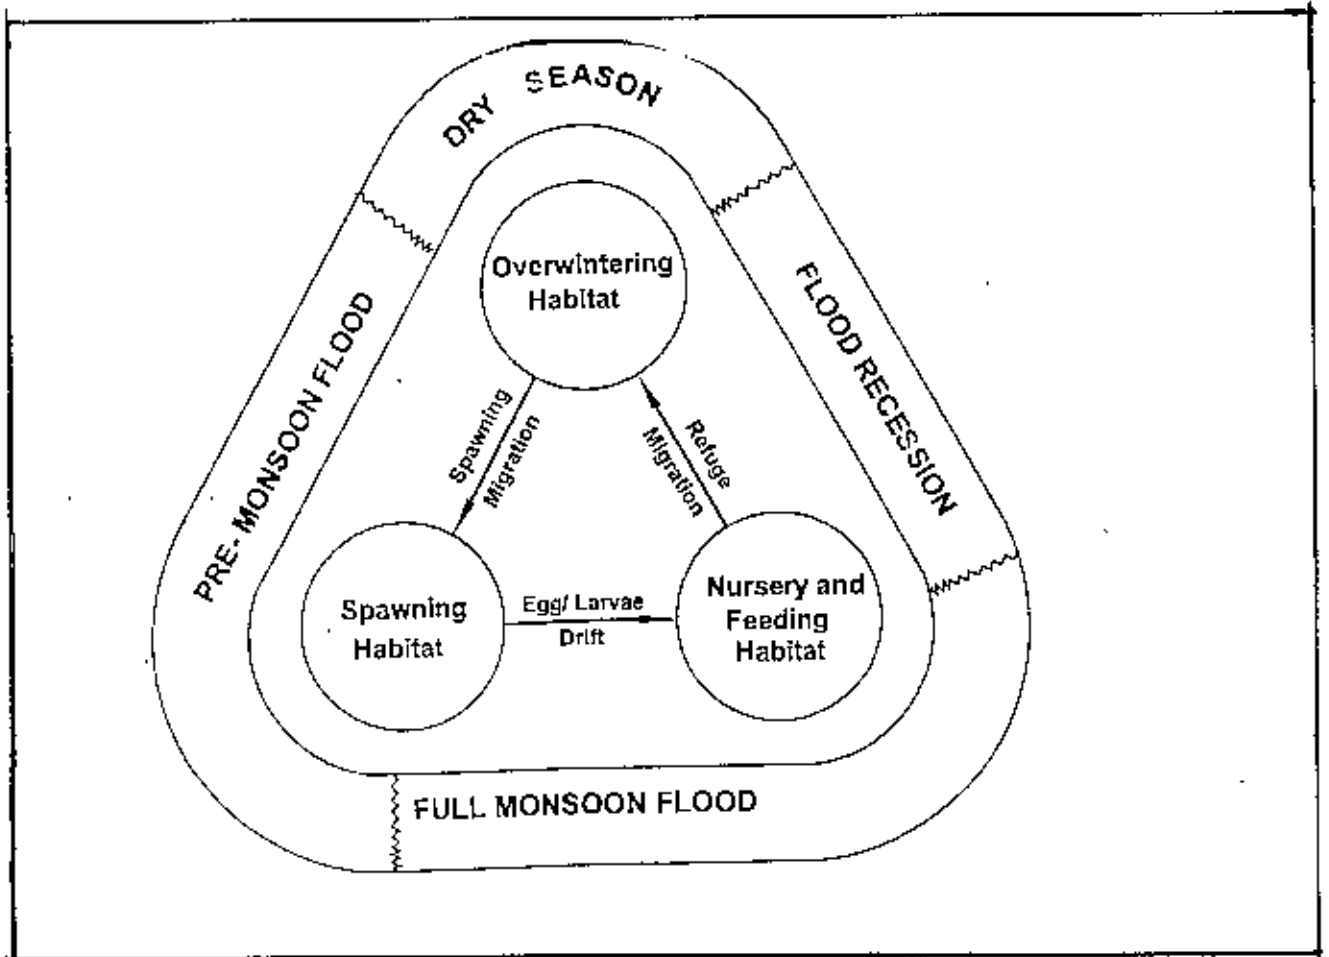 DRY SEASON
Overwintering
Habitat
PRE- MONSOON FLOOD
FLOOD RECESSION
Spawning
Migration
Refuge
Migration
Spawning
Habitat
Egg/ Larvae
Drift
Nursery and
Feeding
Habitat
FULL MONSOON FLOOD